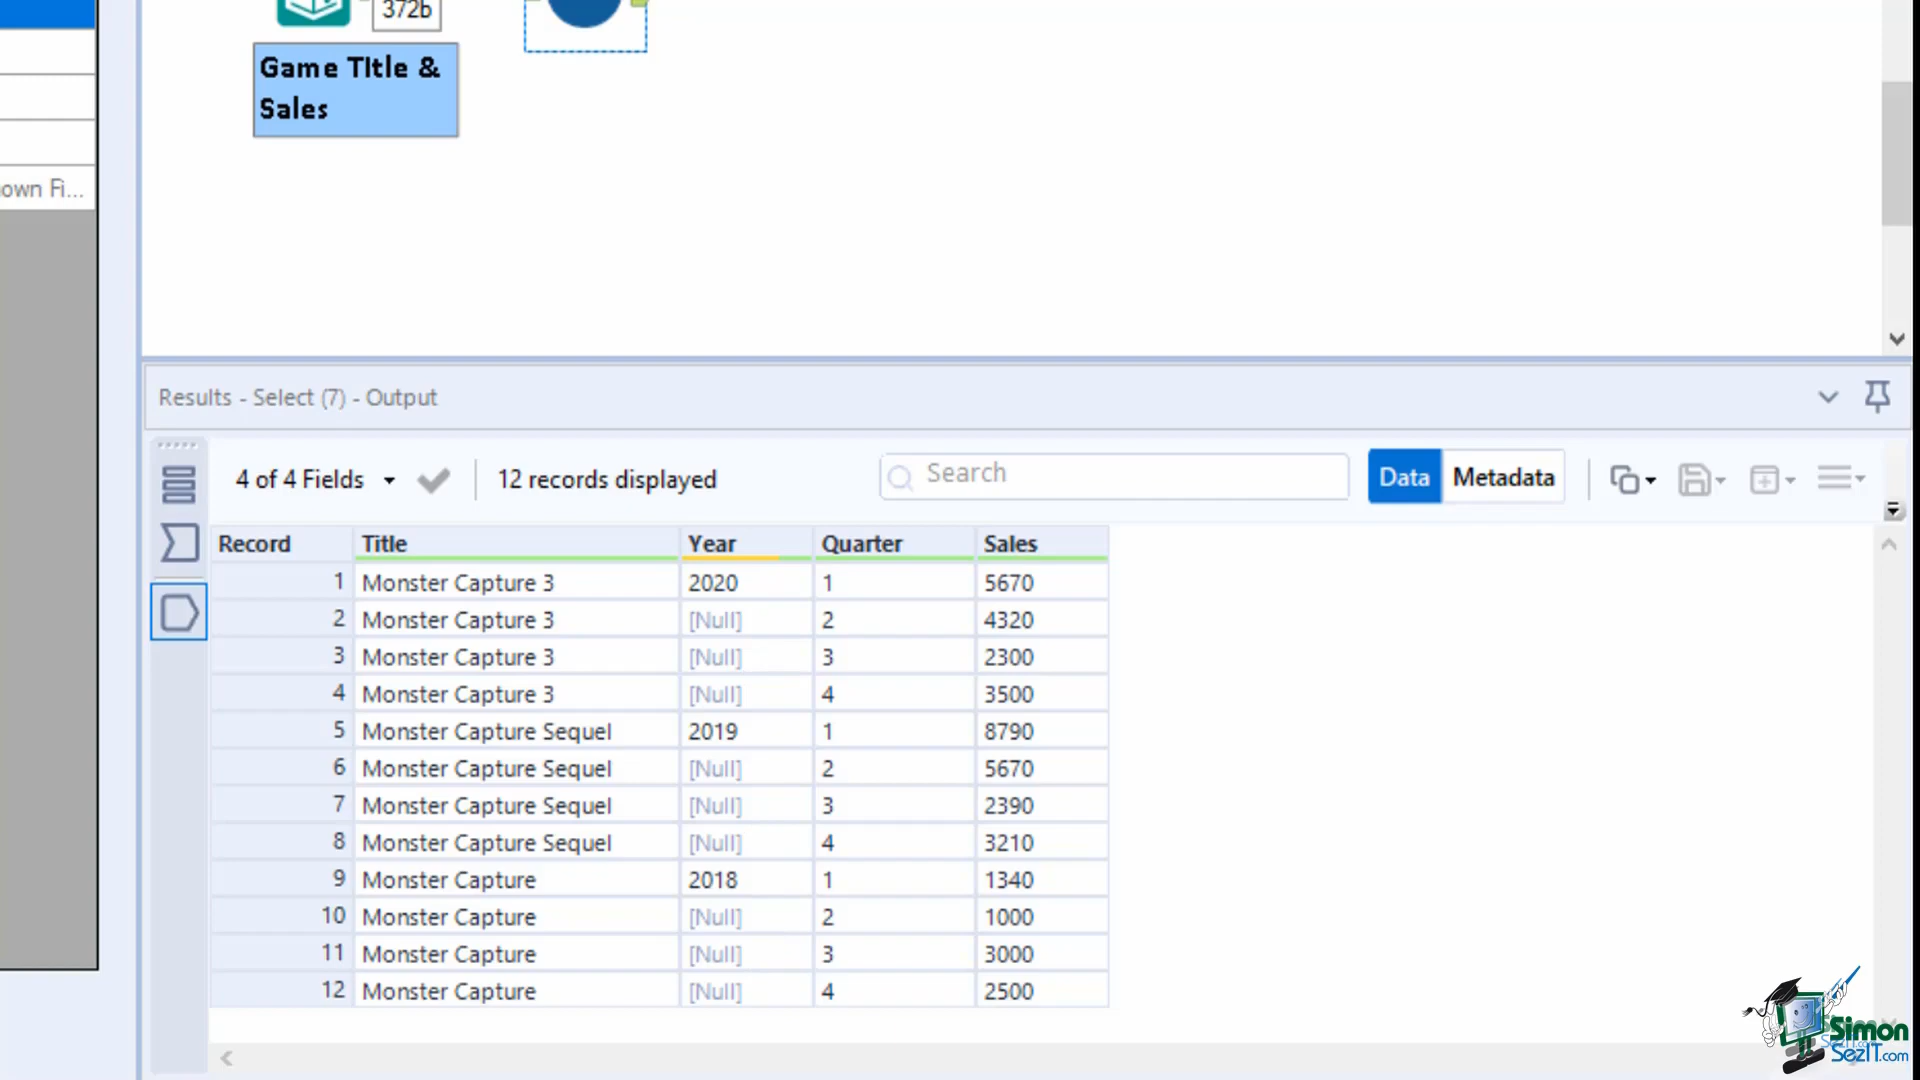 372b
Game TItle &
Sales
own Fi...
Results - Select (7) - Output
4 of 4 Fields
12 records displayed
Search
Data
Metadata
Record Title Year Quarter Sales
1 Monster Capture 3 2020 1 5670
2 Monster Capture 3 [Null] 2 4320
3 Monster Capture 3 [Null] 3 2300
4 Monster Capture 3 [Null] 4 3500
5 Monster Capture Sequel 2019 1 8790
6 Monster Capture Sequel [Null] 2 5670
7 Monster Capture Sequel [Null] 3 2390
8 Monster Capture Sequel [Null] 4 3210
9 Monster Capture 2018 1 1340
10 Monster Capture [Null] 2 1000
11 Monster Capture [Null] 3 3000
12 Monster Capture [Null] 4 2500
Simon
SezIT.com